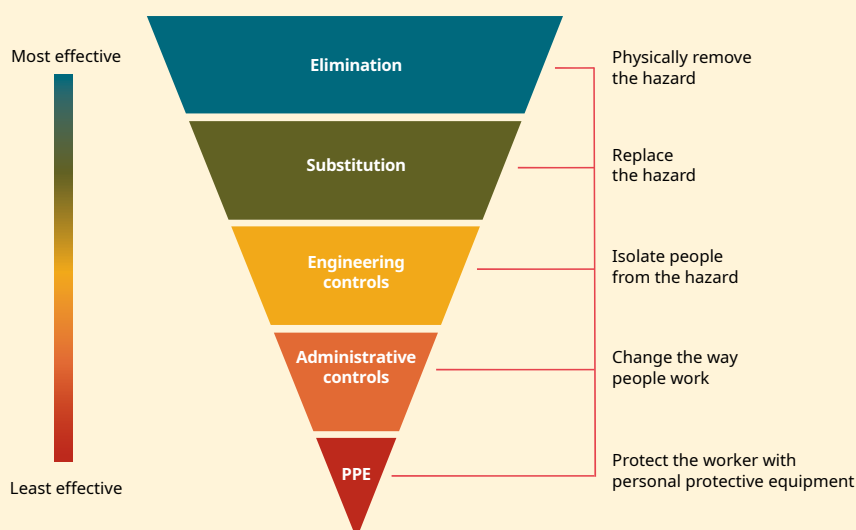 Most effective
Elimination
Physically remove
the hazard
Substitution
Replace
the hazard
Engineering
controls
Isolate people
from the hazard
Administrative
controls
Change the way
people work
PPE
Protect the worker with
personal protective equipment
Least effective